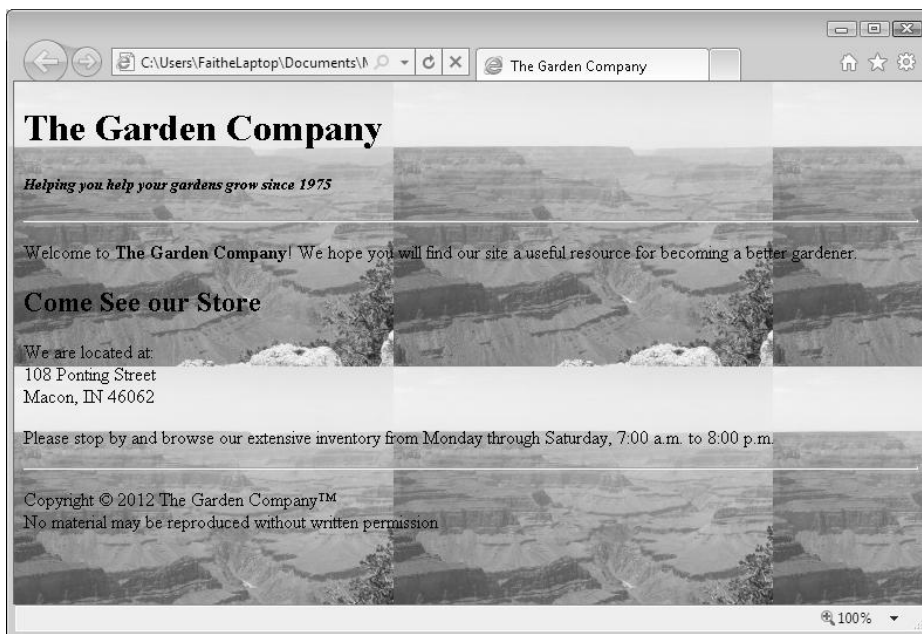 C:\Users\FaitheLaptop\Documents\M
The Garden Company
The Garden Company
Helping you help your gardens grow since 1975
Welcome to The Garden Company! We hope you will find our site a useful resource for becoming a better gardener.
Come See our Store
We are located at:
108 Ponting Street
Macon, IN 46062
Please stop by and browse our extensive inventory from Monday through Saturday, 7:00 a.m. to 8:00 p.m.
Copyright © 2012 The Garden Company™
No material may be reproduced without written permission
100%